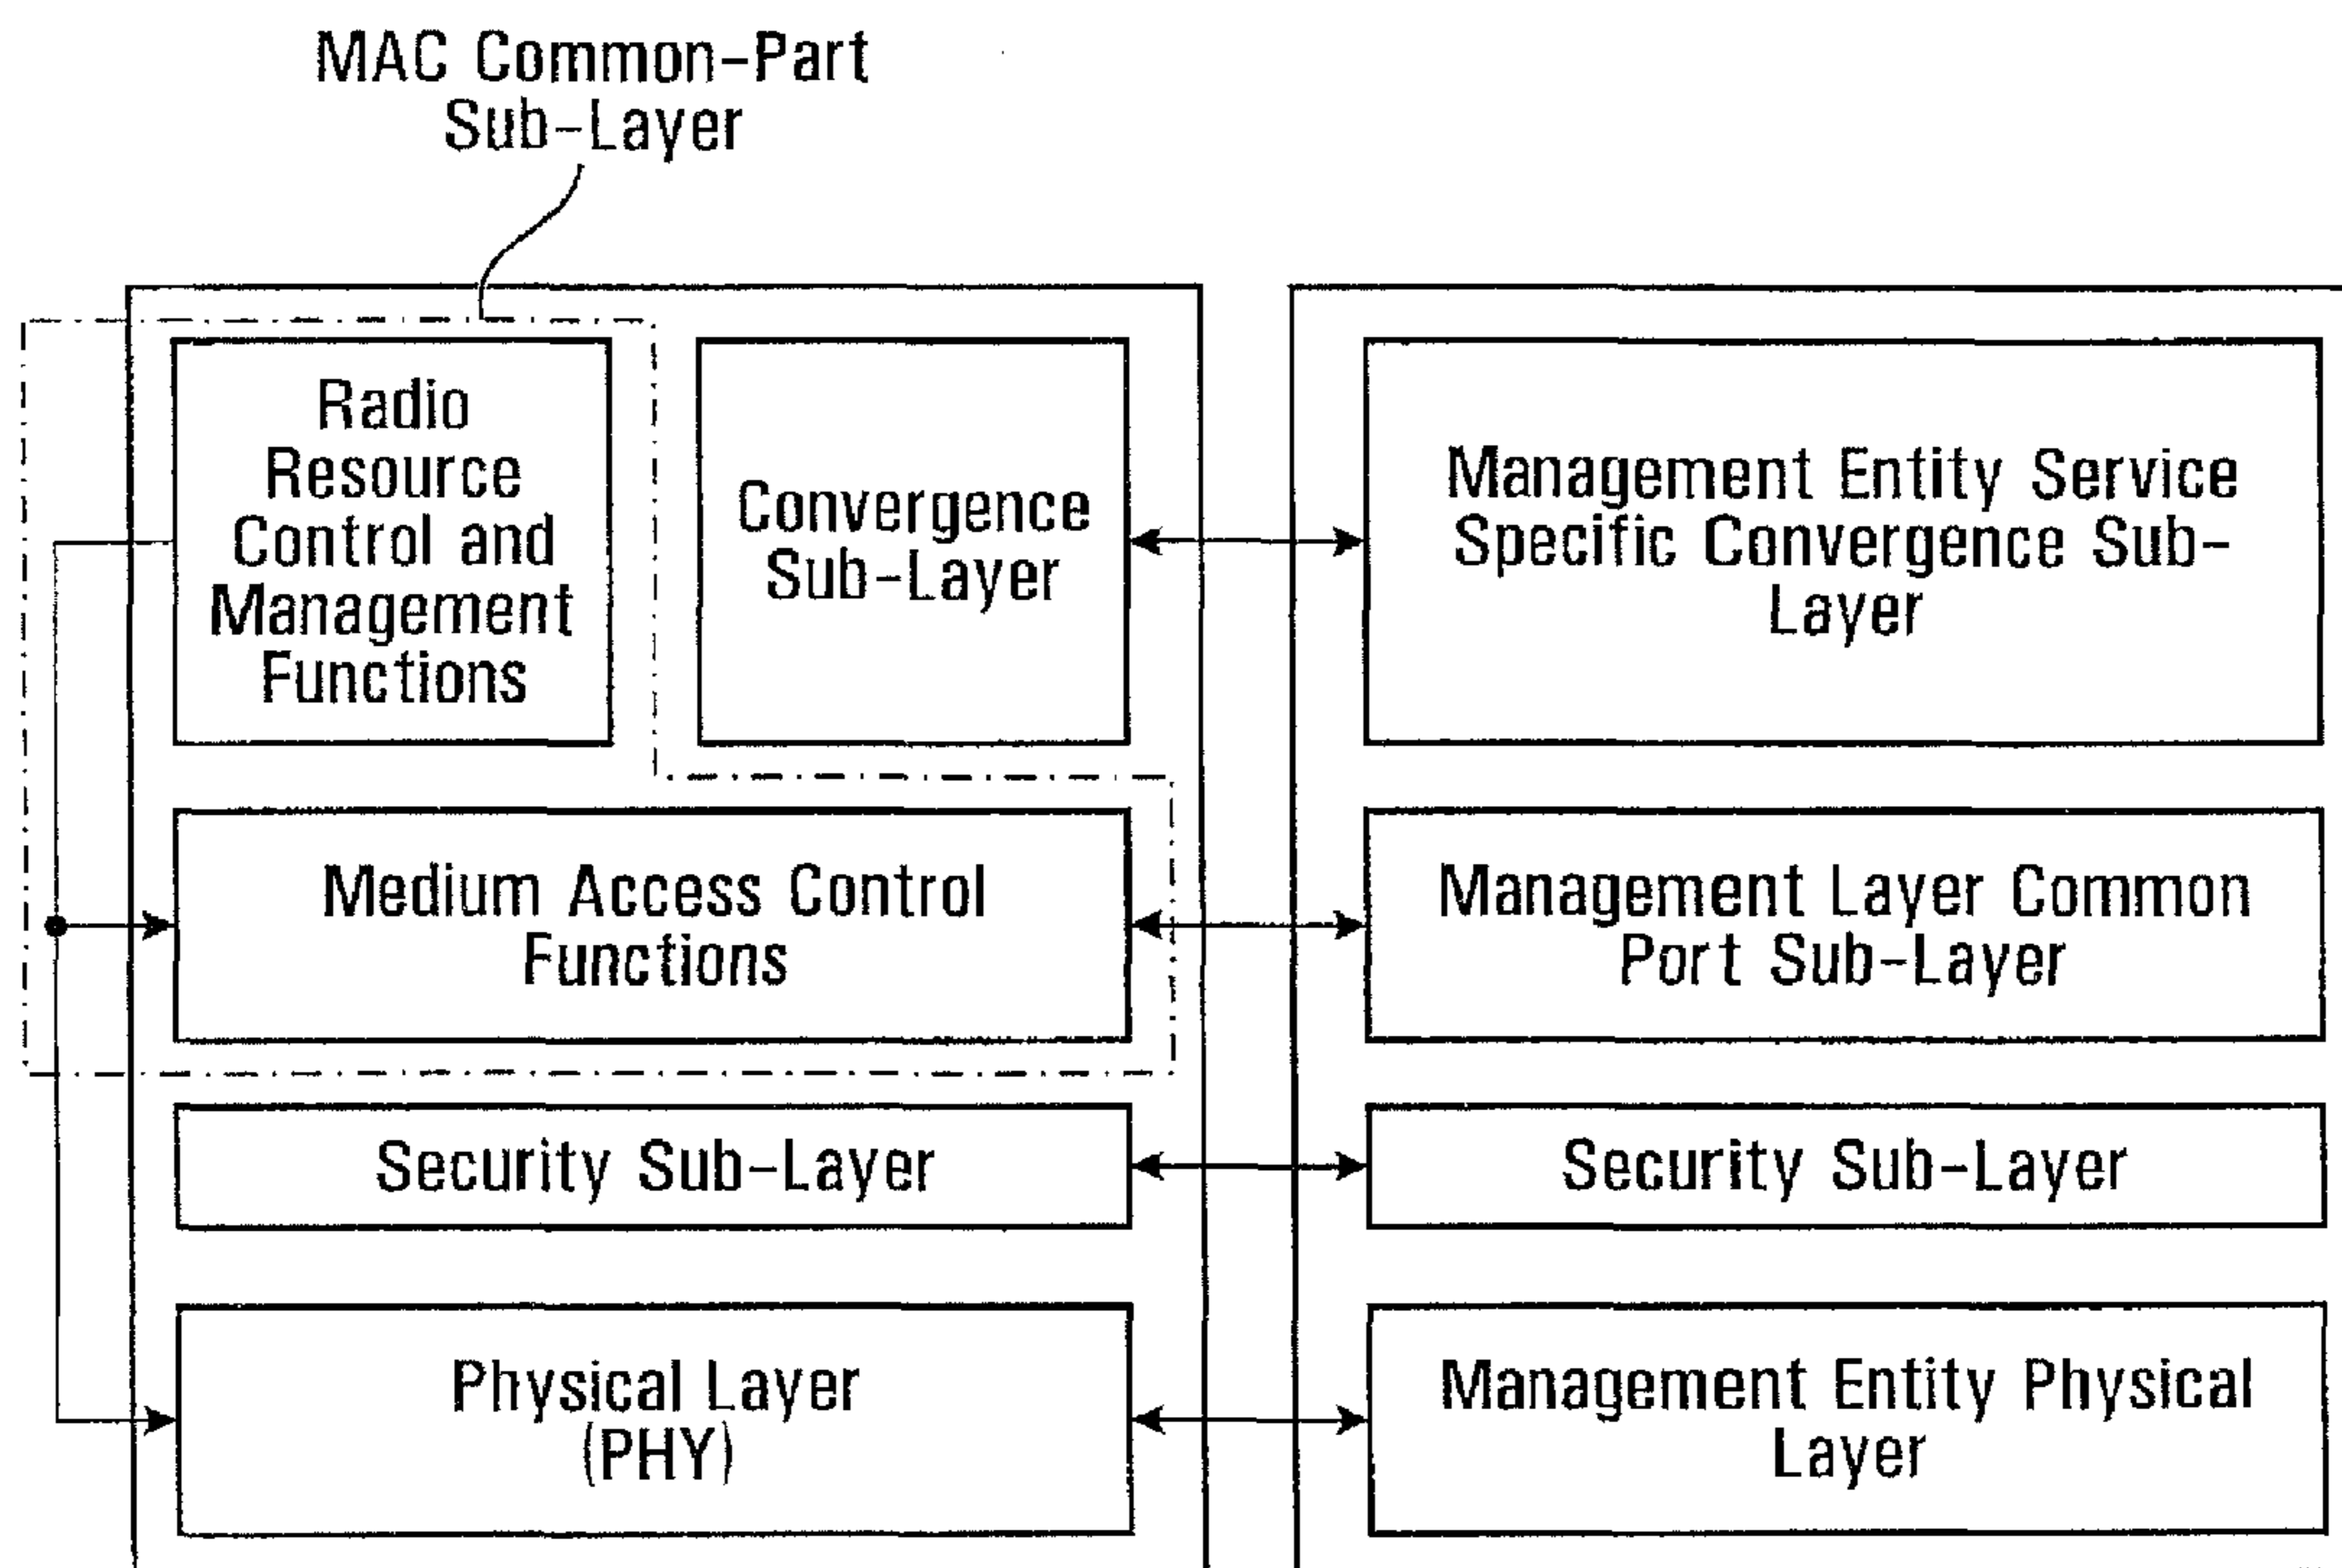 MAC Common-Part
Sub-Layer
Radio
Resource
Control and
Management
Functions
Convergence
Sub-Layer
Management Entity Service
Specific Convergence Sub-
Layer
Medium Access Control
Functions
Management Layer Common
Port Sub-Layer
Security Sub-Layer
Security Sub-Layer
Physical Layer
(PHY)
Management Entity Physical
Layer